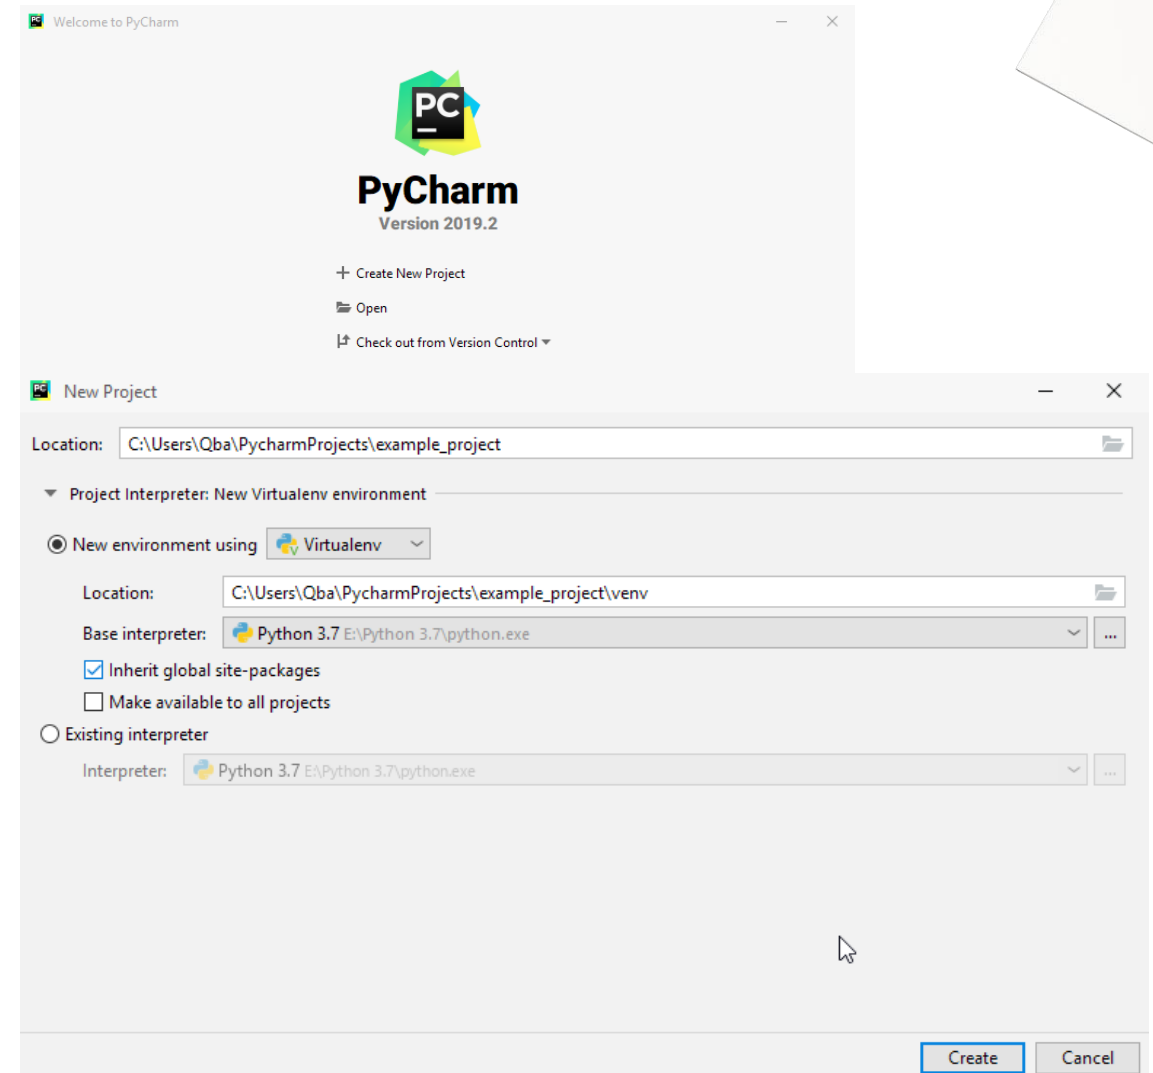 Welcome to PyCharm
PC
PyCharm
Version 2019.2
Create New Project
Open
Check out from Version Control
PC New Project
Location: C:\Users\Qba\PycharmProjects\example_project
Project Interpreter: New Virtualenv environment
New environment using Virtualenv
Location: C:\Users\Qba\PycharmProjects\example_project\venv
Base interpreter: Python 3.7 E:\Python 3.7\python.exe ...
Inherit global site-packages
Make available to all projects
Existing interpreter
Interpreter: Python 3.7 E:\Python 3.7\python.exe ...
Create Cancel